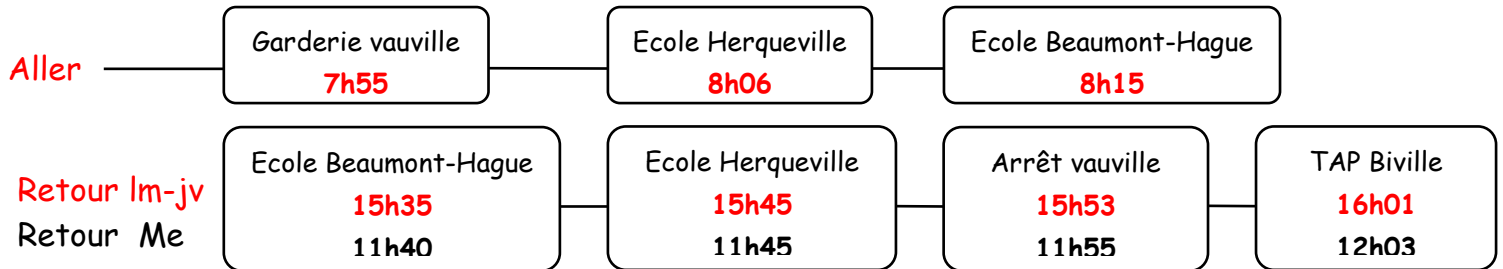 Aller
Garderie vauville
7h55
Ecole Herqueville
8h06
Ecole Beaumont-Hague
8h15
Retour lm-jv
Retour Me
Ecole Beaumont-Hague
15h35
11h40
Ecole Herqueville
15h45
11h45
Arrêt vauville
15h53
11h55
TAP Biville
16h01
12h03